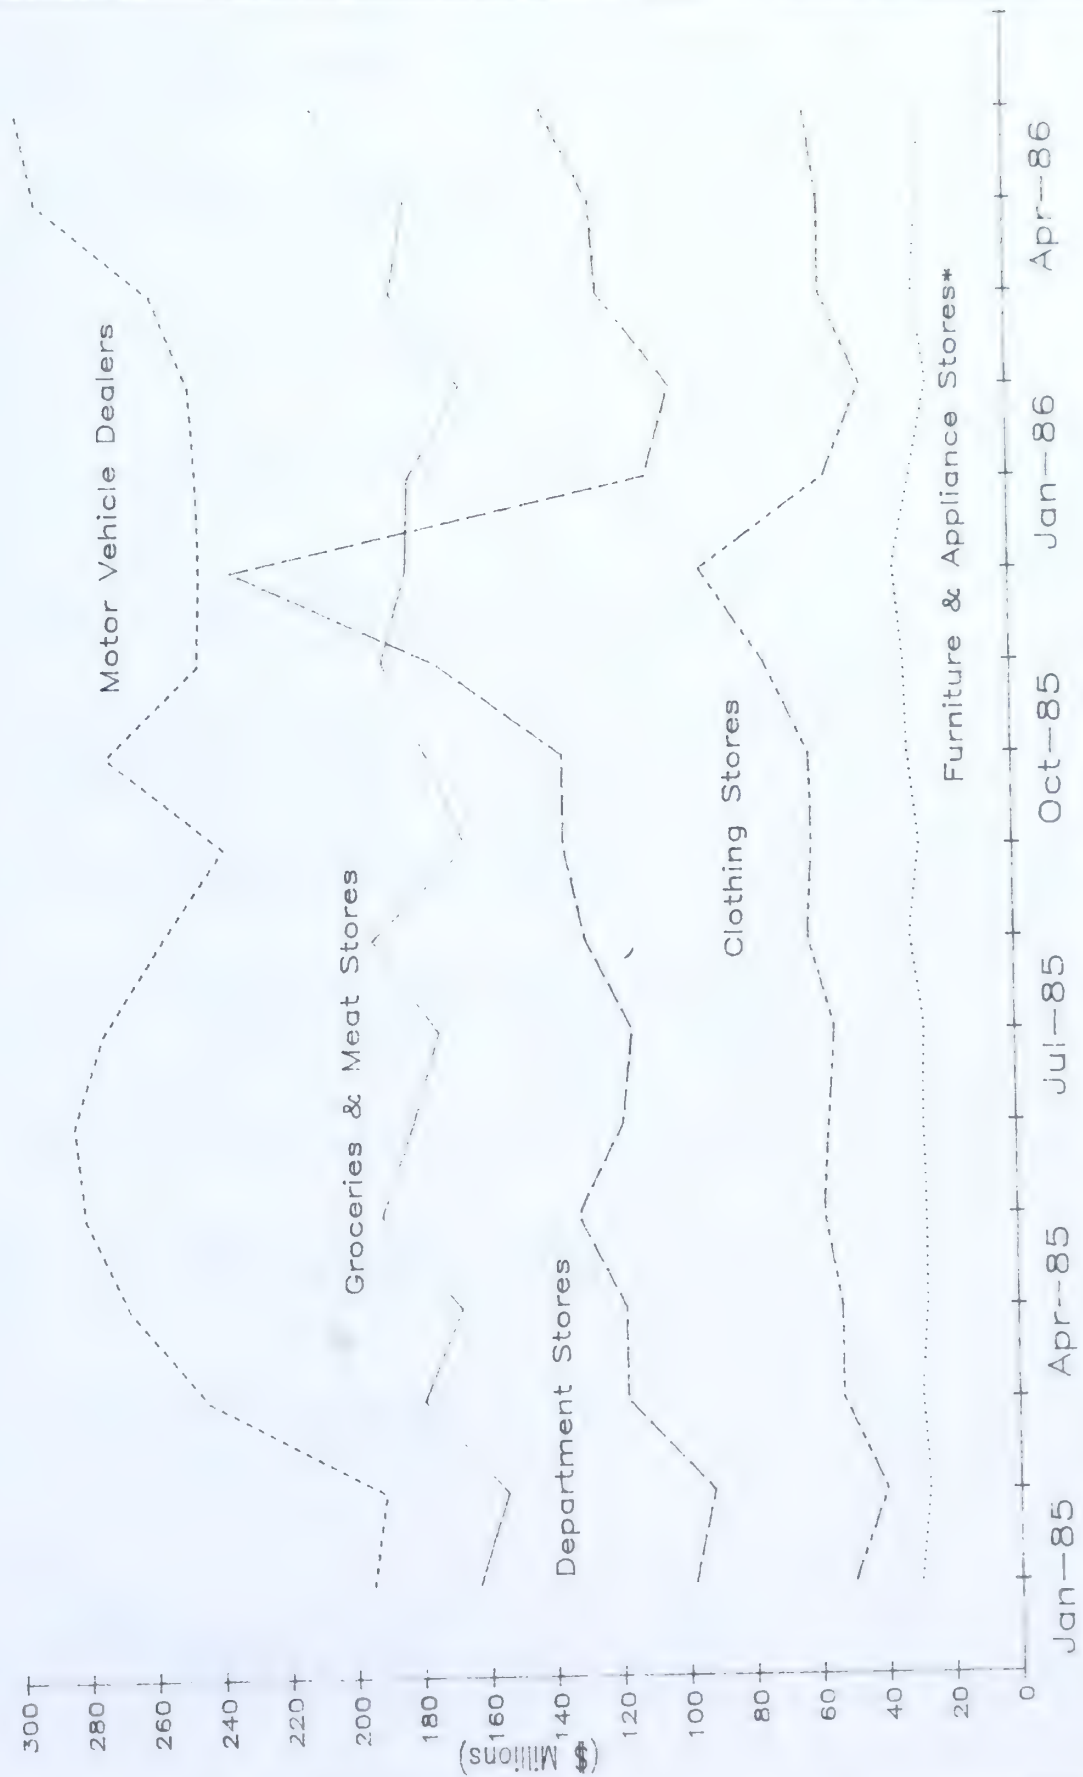 300
280
260
240
220
200
180
160
140
120
100
80
60
40
20
0
($ Millions)
Motor Vehicle Dealers
Groceries & Meat Stores
Department Stores
Clothing Stores
Furniture & Appliance Stores*
Jan-85
Apr-85
Jul-85
Oct-85
Jan-86
Apr-86